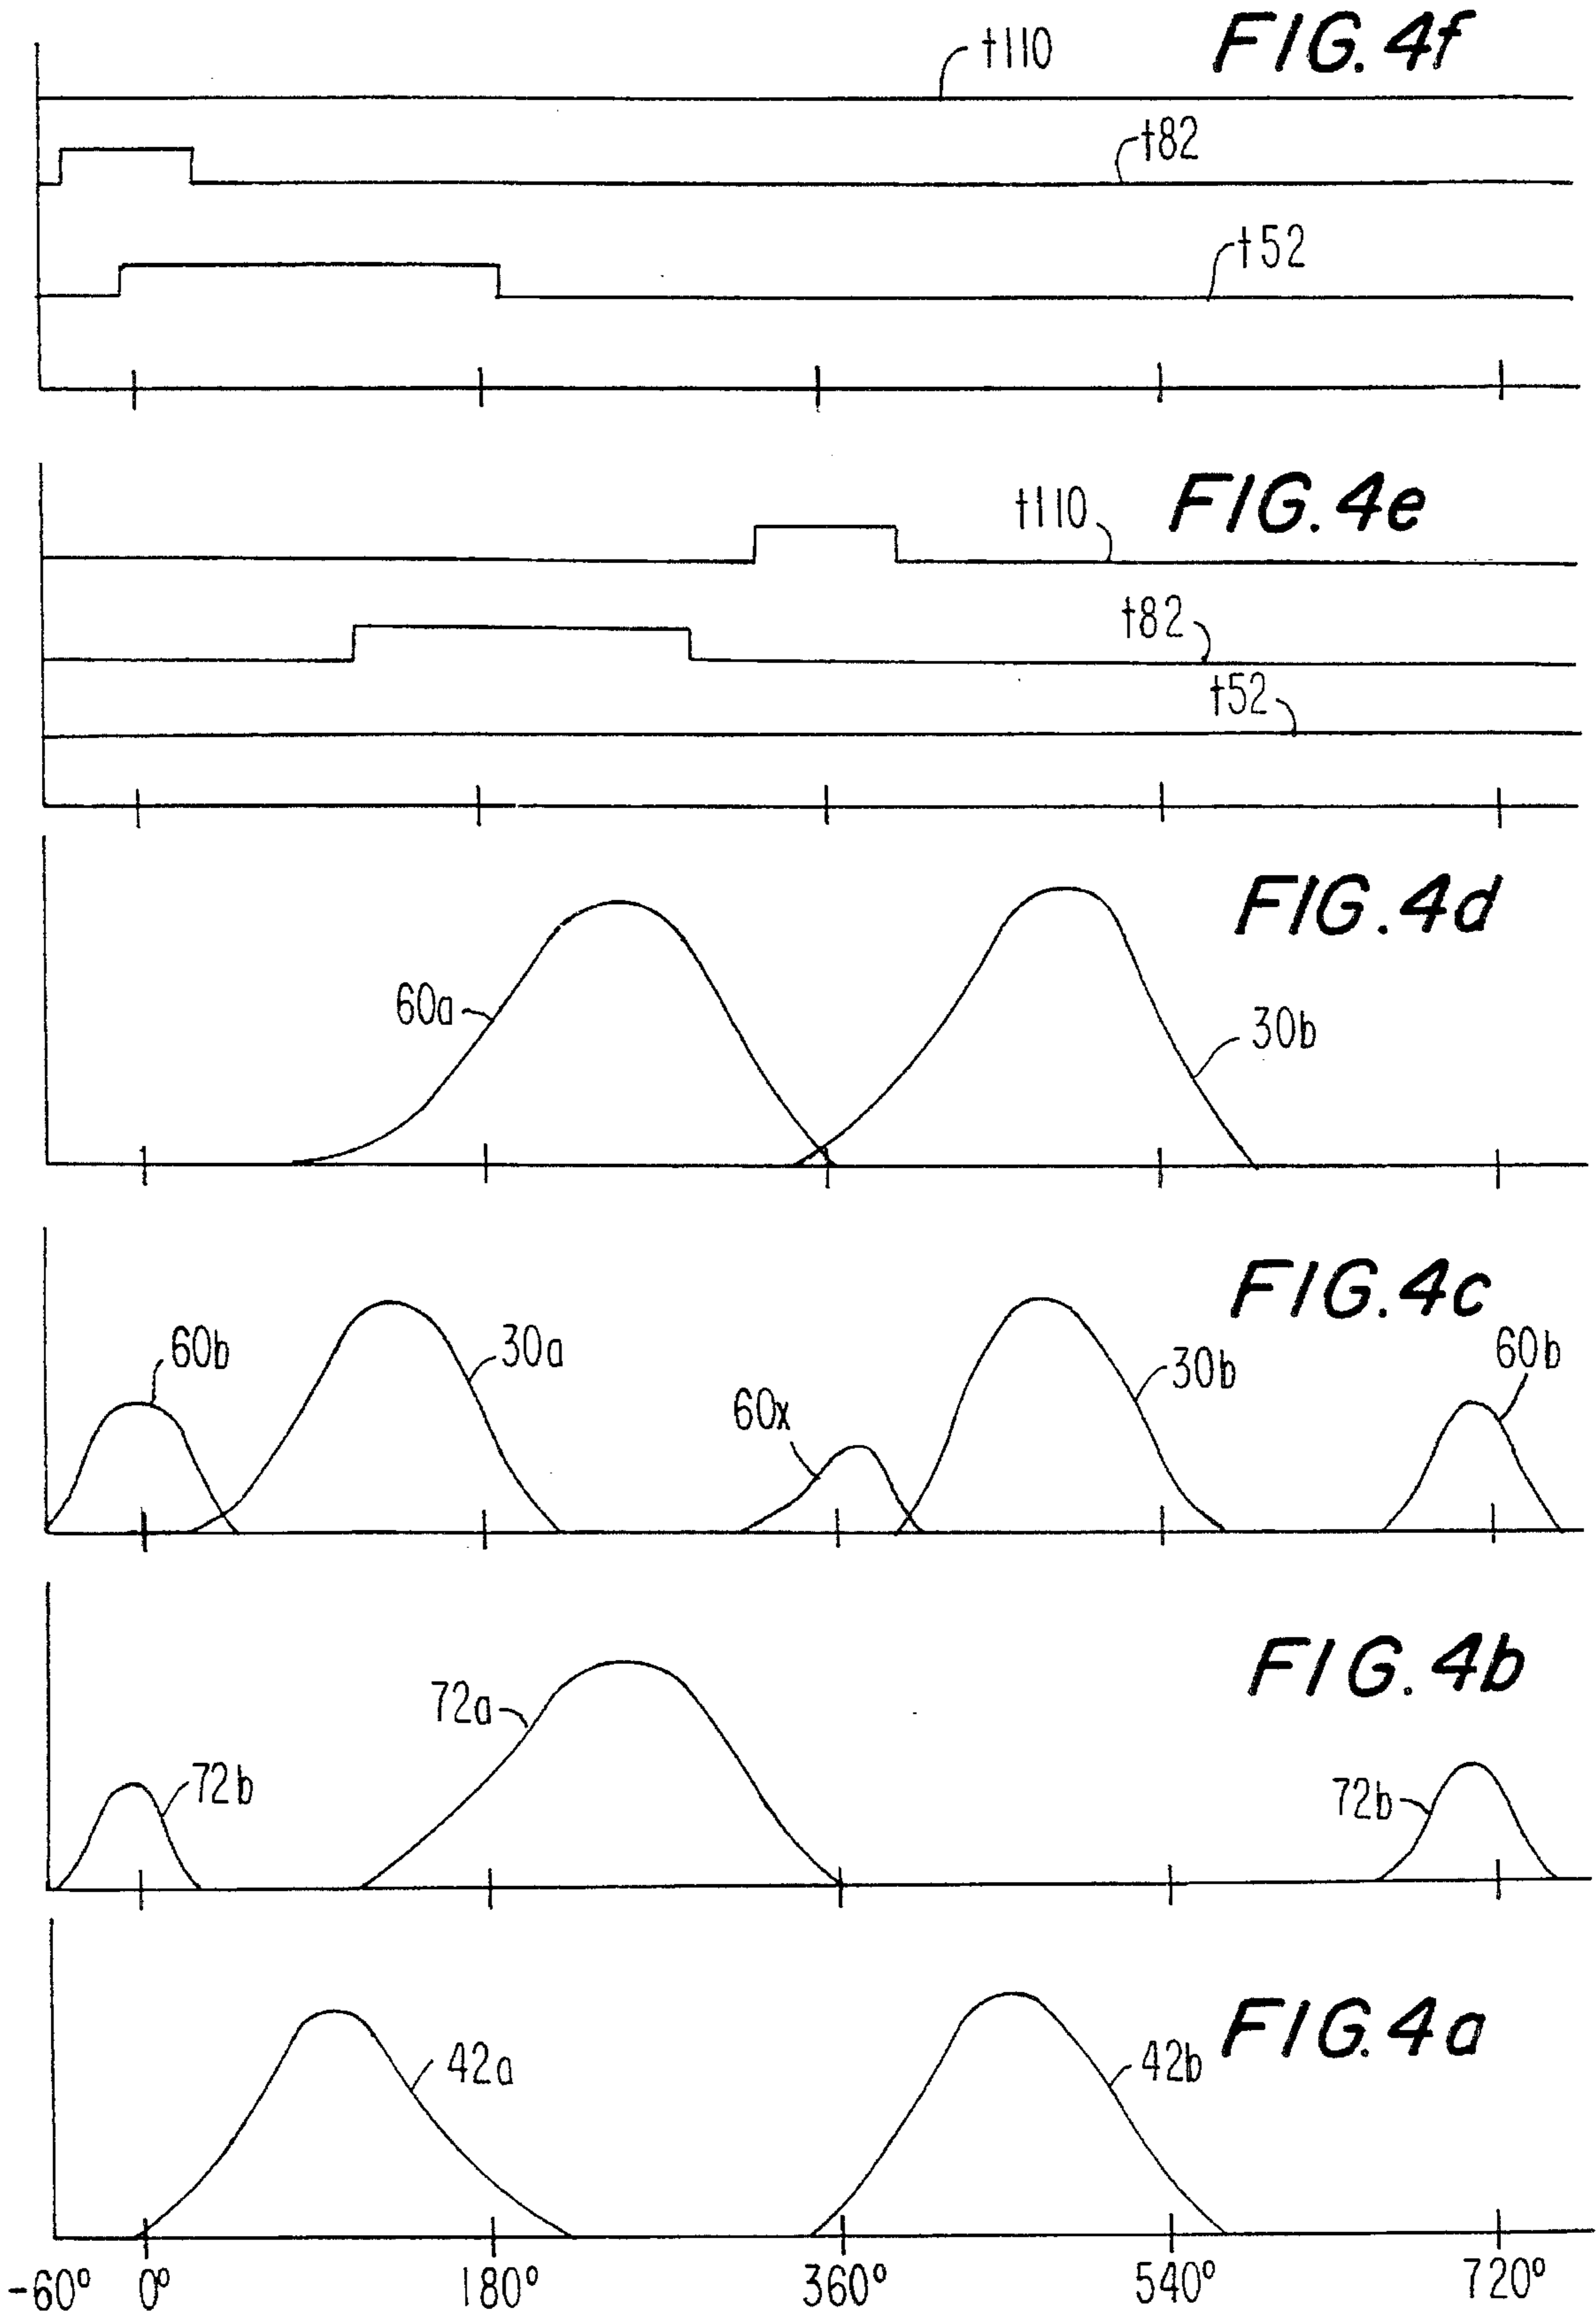 FIG. 4f
t110
t82
t52
FIG. 4e
t110
t82
t52
FIG. 4d
60a
30b
FIG. 4c
60b
30a
60x
30b
60b
FIG. 4b
72a
72b
72b
FIG. 4a
42a
42b
-60° 0° 180° 360° 540° 720°